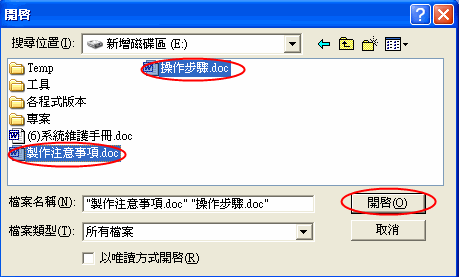 開啓
搜尋位置(I):
新增磁碟區 (E:)
Temp
操作步驟.doc
工具
各程式版本
專案
(6)系統維護手冊.doc
製作注意事項.doc
檔案名稱(N):
"製作注意事項.doc" "操作步驟.doc"
開啓(O)
檔案類型(T):
所有檔案
取消
以唯讀方式開啓(R)